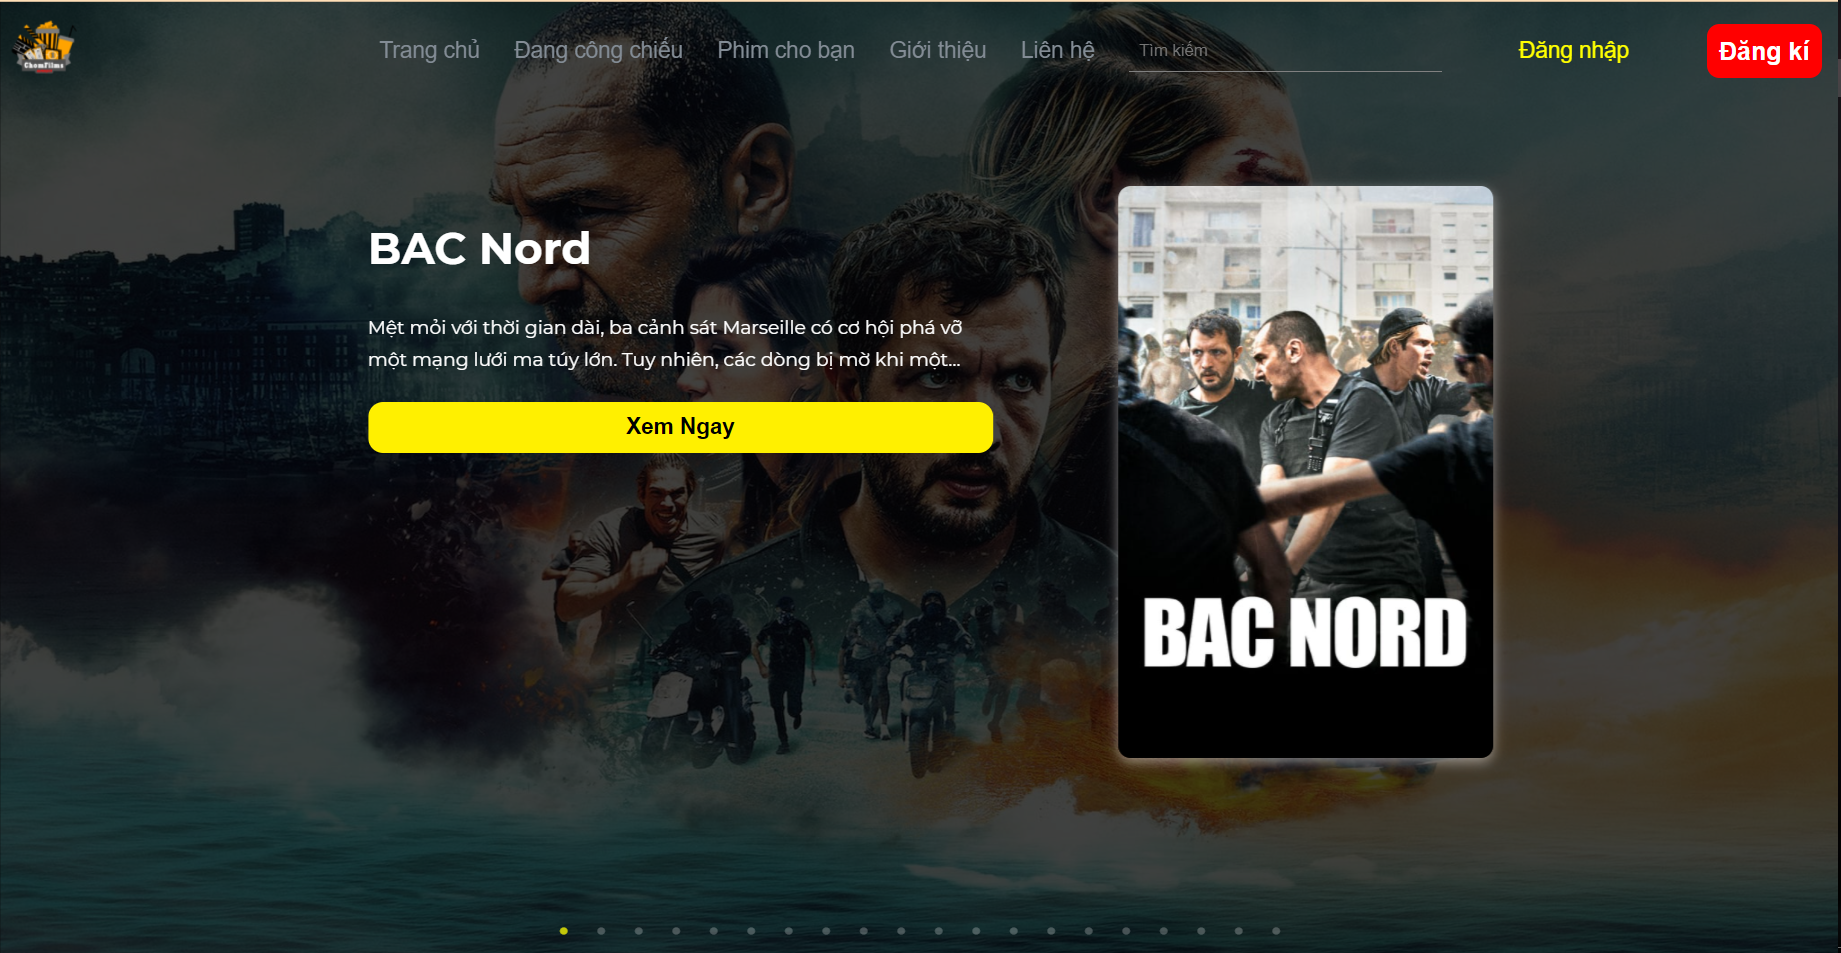 ChomFilms
Trang chủ
Đang công chiếu
Phim cho bạn
Giới thiệu
Liên hệ
Tìm kiếm
Đăng nhập
Đăng kí
BAC Nord
Mệt mỏi với thời gian dài, ba cảnh sát Marseille có cơ hội phá vỡ
một mạng lưới ma túy lớn. Tuy nhiên, các dòng bị mờ khi một...
Xem Ngay
BAC NORD